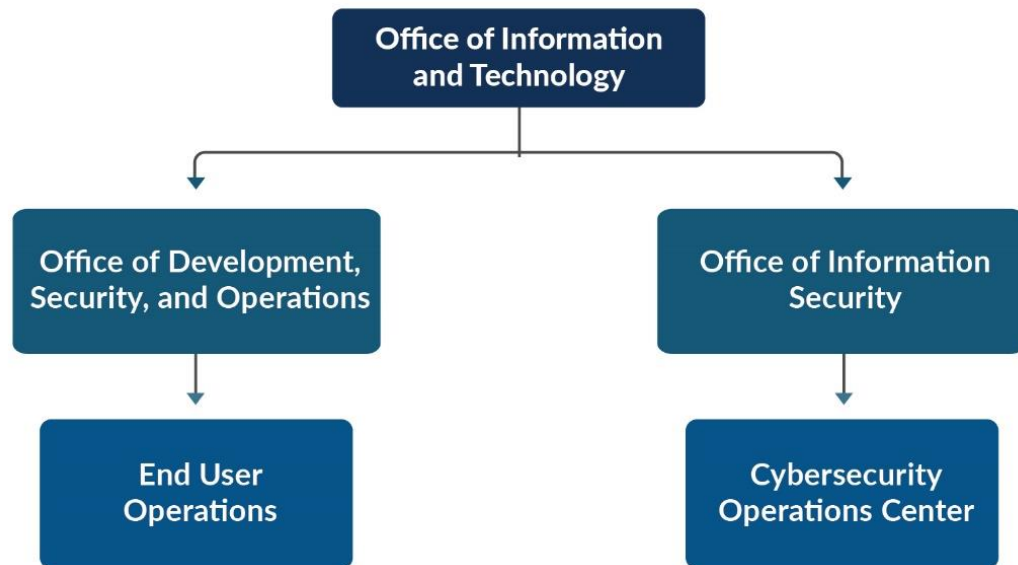 Office of Information
and Technology
Office of Development,
Security, and Operations
Office of Information
Security
End User
Operations
Cybersecurity
Operations Center